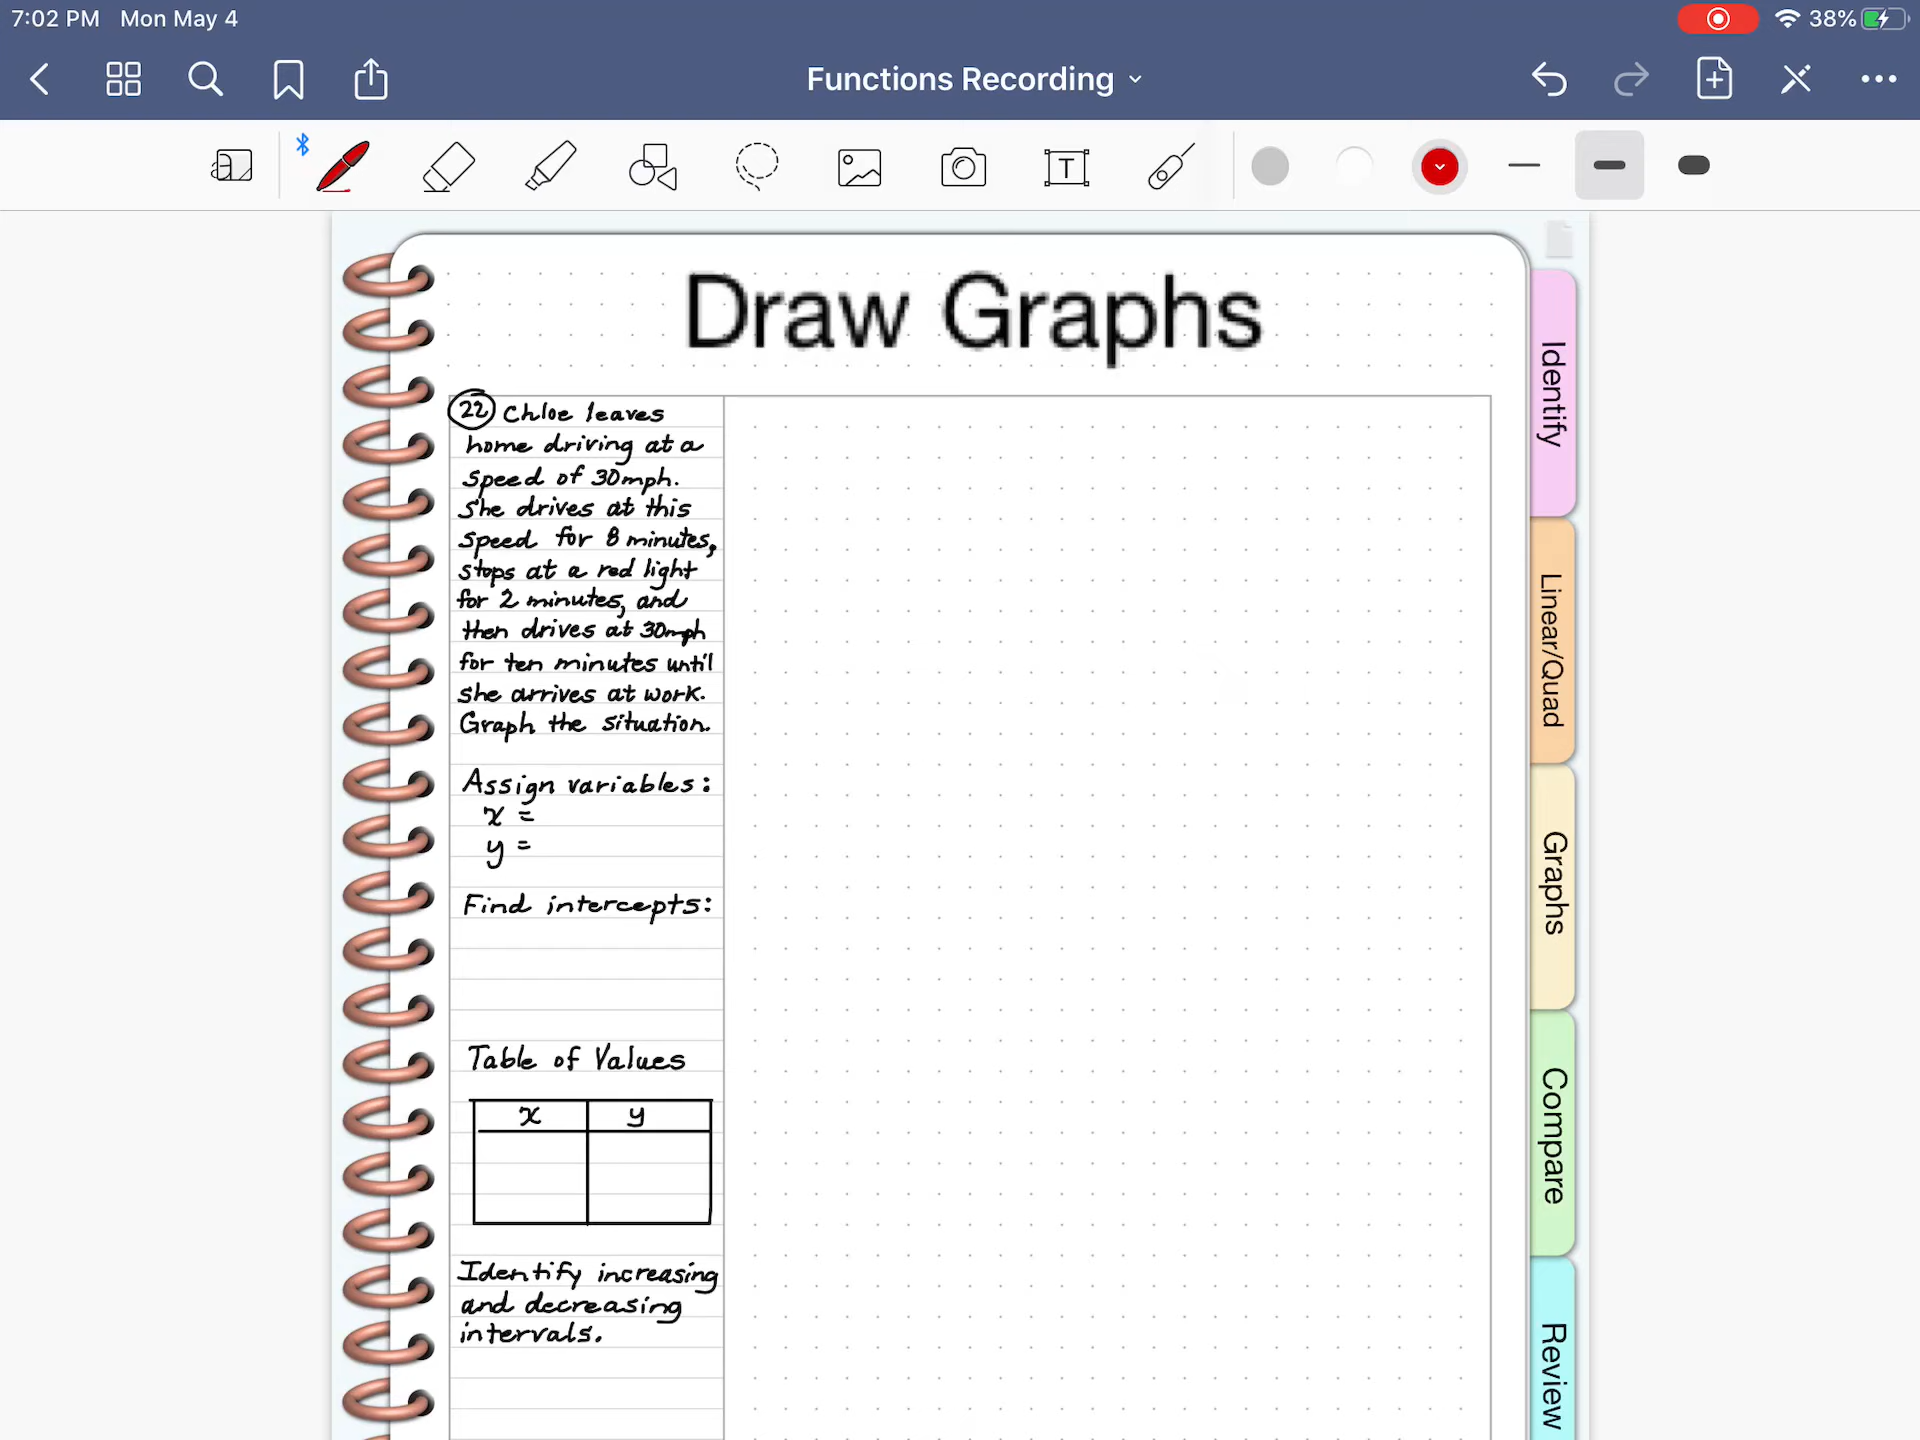 7:02 PM Mon May 4
38%
Functions Recording
T
Draw Graphs
22 Chloe leaves
home driving at a
speed of 30mph.
She drives at this
speed for 8 minutes,
stops at a red light
for 2 minutes, and
then drives at 30mph
for ten minutes until
she arrives at work.
Graph the situation.
Assign variables:
x =
y =
Find intercepts:
Table of Values
x y
Identify increasing
and decreasing
intervals.
Identify
Linear/Quad
Graphs
Compare
Review